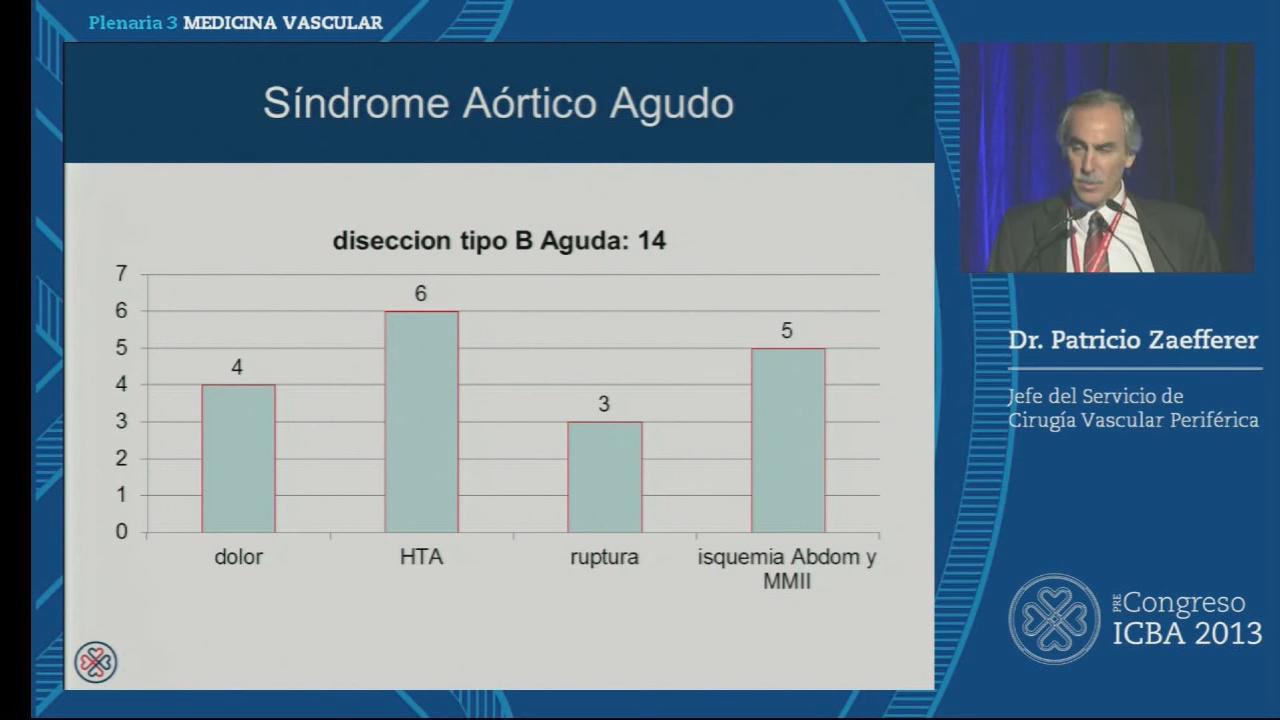 Plenaria 3 MEDICINA VASCULAR
Síndrome Aórtico Agudo
diseccion tipo B Aguda: 14
7
6
5
4
3
2
1
0
4
6
3
5
dolor
HTA
ruptura
isquemia Abdom y
MMII
Dr. Patricio Zaefferer
Jefe del Servicio de
Cirugía Vascular Periférica
PRE
Congreso
ICBA 2013